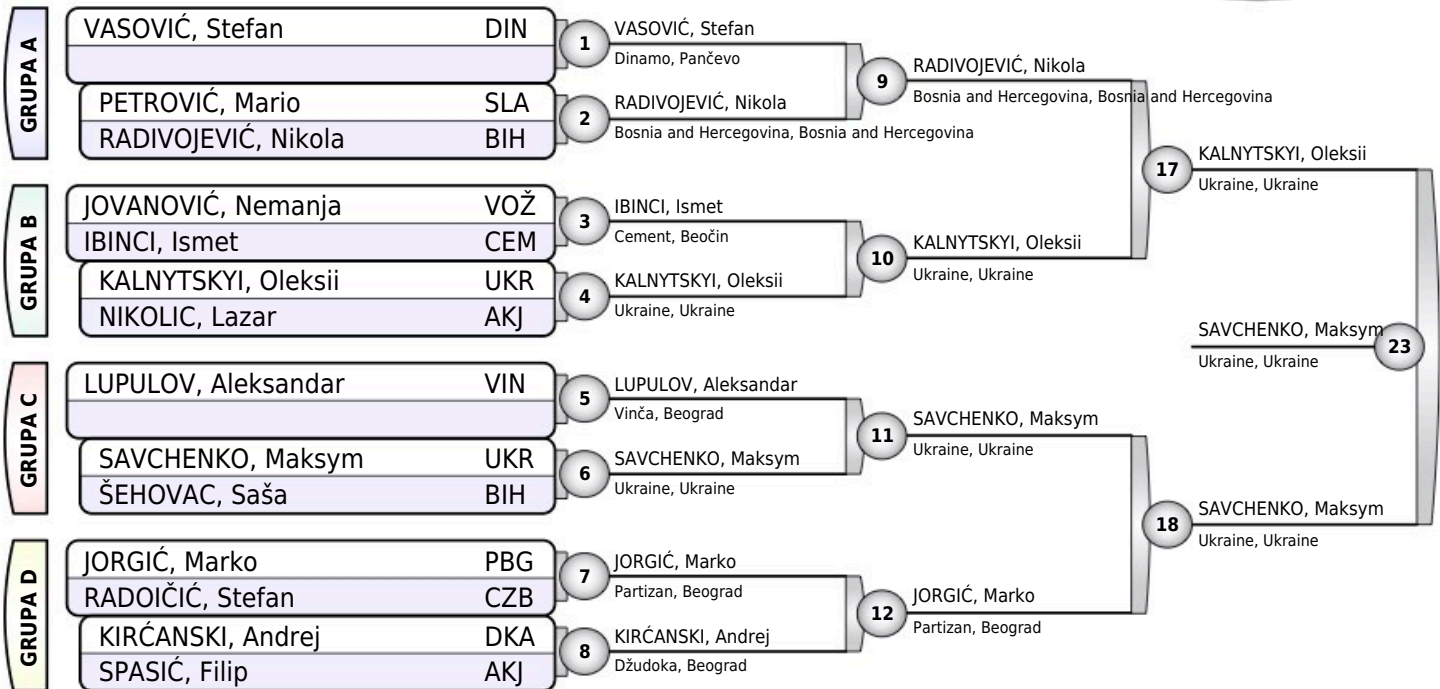 GRUPA A
VASOVIĆ, Stefan DIN
PETROVIĆ, Mario SLA
RADIVOJEVIĆ, Nikola BIH
GRUPA B
JOVANOVIĆ, Nemanja VOŽ
IBINCI, Ismet CEM
KALNYTSKYI, Oleksii UKR
NIKOLIC, Lazar AKJ
GRUPA C
LUPULOV, Aleksandar VIN
SAVCHENKO, Maksym UKR
ŠEHOVAC, Saša BIH
GRUPA D
JORGIĆ, Marko PBG
RADOIČIĆ, Stefan CZB
KIRĆANSKI, Andrej DKA
SPASIĆ, Filip AKJ
1
VASOVIĆ, Stefan
Dinamo, Pančevo
2
RADIVOJEVIĆ, Nikola
Bosnia and Hercegovina, Bosnia and Hercegovina
3
IBINCI, Ismet
Cement, Beočin
4
KALNYTSKYI, Oleksii
Ukraine, Ukraine
5
LUPULOV, Aleksandar
Vinča, Beograd
6
SAVCHENKO, Maksym
Ukraine, Ukraine
7
JORGIĆ, Marko
Partizan, Beograd
8
KIRĆANSKI, Andrej
Džudoka, Beograd
9
RADIVOJEVIĆ, Nikola
Bosnia and Hercegovina, Bosnia and Hercegovina
10
KALNYTSKYI, Oleksii
Ukraine, Ukraine
11
SAVCHENKO, Maksym
Ukraine, Ukraine
12
JORGIĆ, Marko
Partizan, Beograd
17
KALNYTSKYI, Oleksii
Ukraine, Ukraine
18
SAVCHENKO, Maksym
Ukraine, Ukraine
SAVCHENKO, Maksym
23
Ukraine, Ukraine